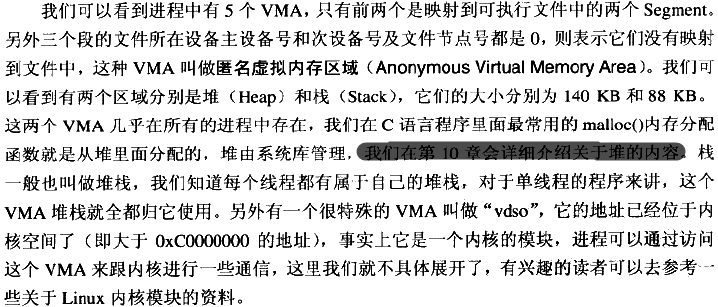 我们可以看到进程中有 5 个 VMA，只有前两个是映射到可执行文件中的两个 Segment。
另外三个段的文件所在设备主设备号和次设备号及文件节点号都是 0，则表示它们没有映射
到文件中，这种 VMA 叫做匿名虚拟内存区域（Anonymous Virtual Memory Area）。我们可
以看到有两个区域分别是堆（Heap）和栈（Stack），它们的大小分别为 140 KB 和 88 KB。
这两个 VMA 几乎在所有的进程中存在，我们在 C 语言程序里面最常用的 malloc()内存分配
函数就是从堆里面分配的，堆由系统库管理，我们在第 10 章会详细介绍关于堆的内容。栈
一般也叫做堆栈，我们知道每个线程都有属于自己的堆栈，对于单线程的程序来讲，这个
VMA 堆栈就全都归它使用。另外有一个很特殊的 VMA 叫做“vdso”，它的地址已经位于内
核空间了（即大于 0xC0000000 的地址），事实上它是一个内核的模块，进程可以通过访问
这个 VMA 来跟内核进行一些通信，这里我们就不具体展开了，有兴趣的读者可以去参考一
些关于 Linux 内核模块的资料。